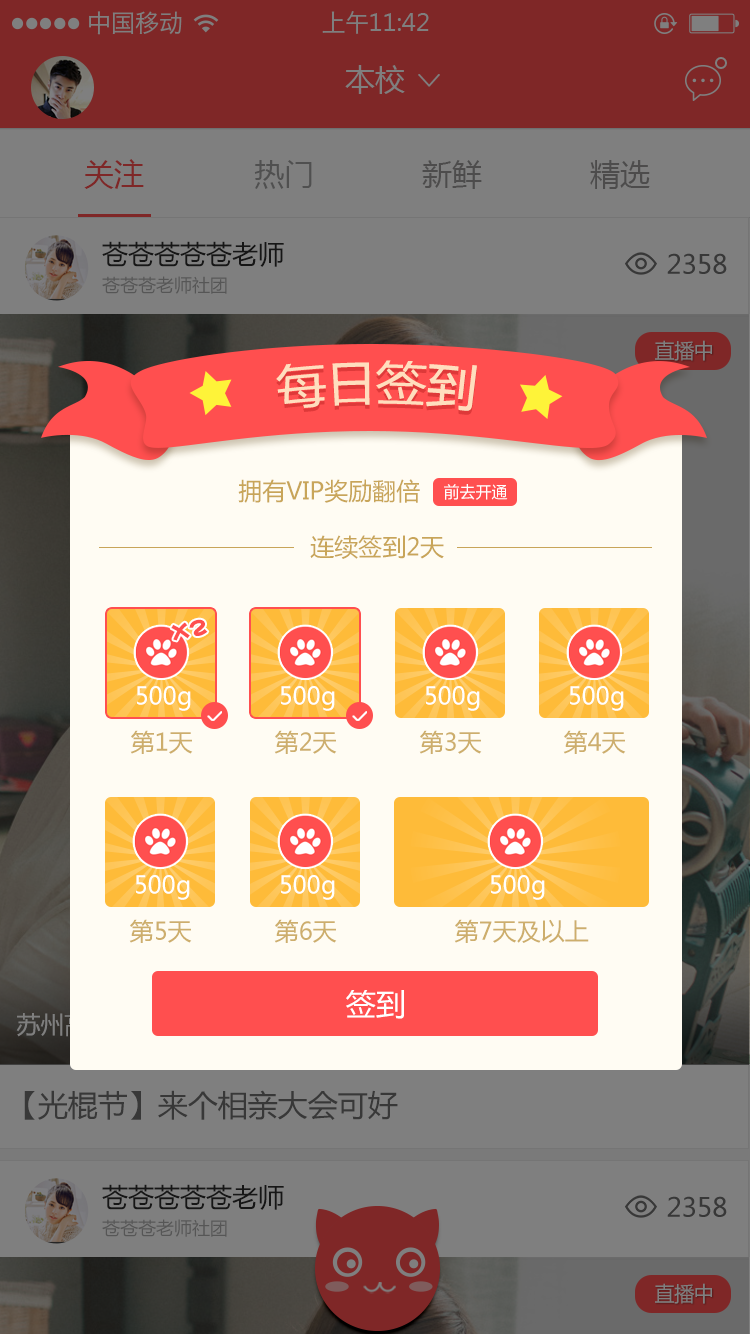 中国移动 上午11:42
本校
关注 热门 新鲜 精选
苍苍苍苍苍老师 2358
苍苍苍老师社团
直播中
每日签到
拥有VIP奖励翻倍 前去开通
连续签到2天
X2
500g 500g 500g 500g
第1天 第2天 第3天 第4天
500g 500g 500g
第5天 第6天 第7天及以上
签到
苏州
【光棍节】来个相亲大会可好
苍苍苍苍苍老师 2358
苍苍苍老师社团
直播中